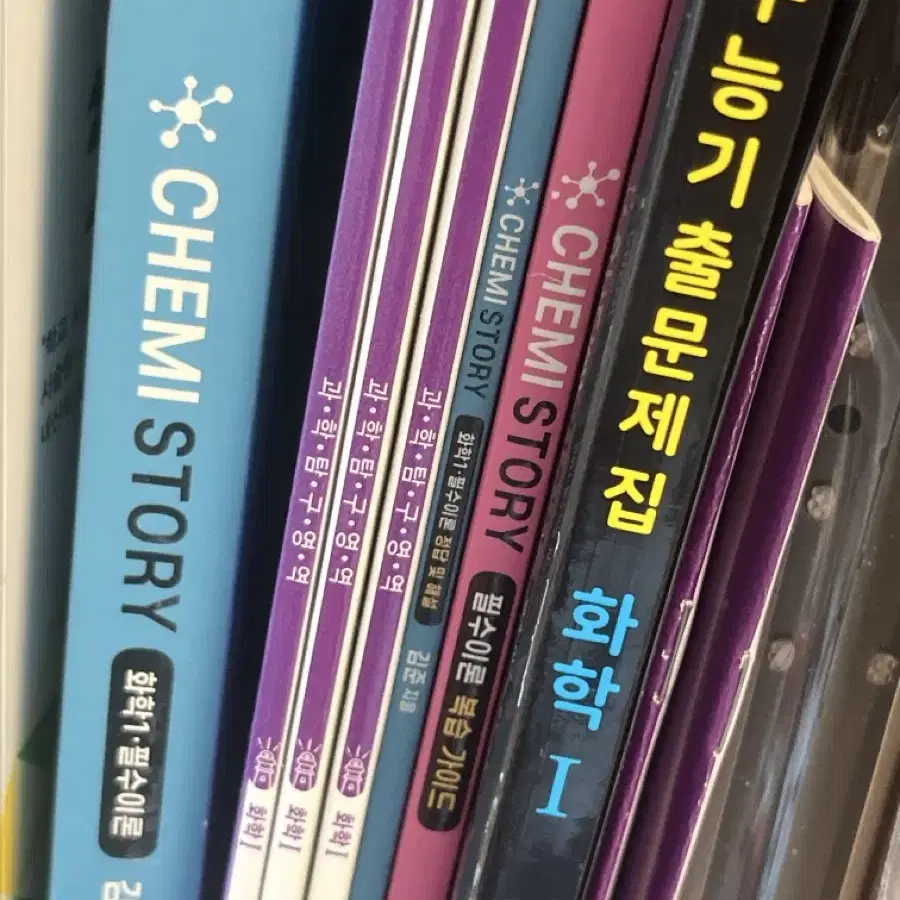 CHEMI STORY 화학1·필수이론 김
과·학·탐·구·영·역 화학 I
과·학·탐·구·영·역 화학 I
과·학·탐·구·영·역 화학 I
CHEMI STORY 화학1·필수이론 정답 및 해설 김준 지음
CHEMI STORY 필수이론 복습 가이드
수능기출문제집 화학 I